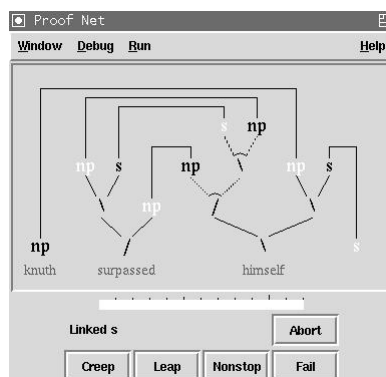 Proof Net
Window Debug Run Help
s np
np s np np s
np
np s
knuth surpassed himself
Linked s Abort
Creep Leap Nonstop Fail